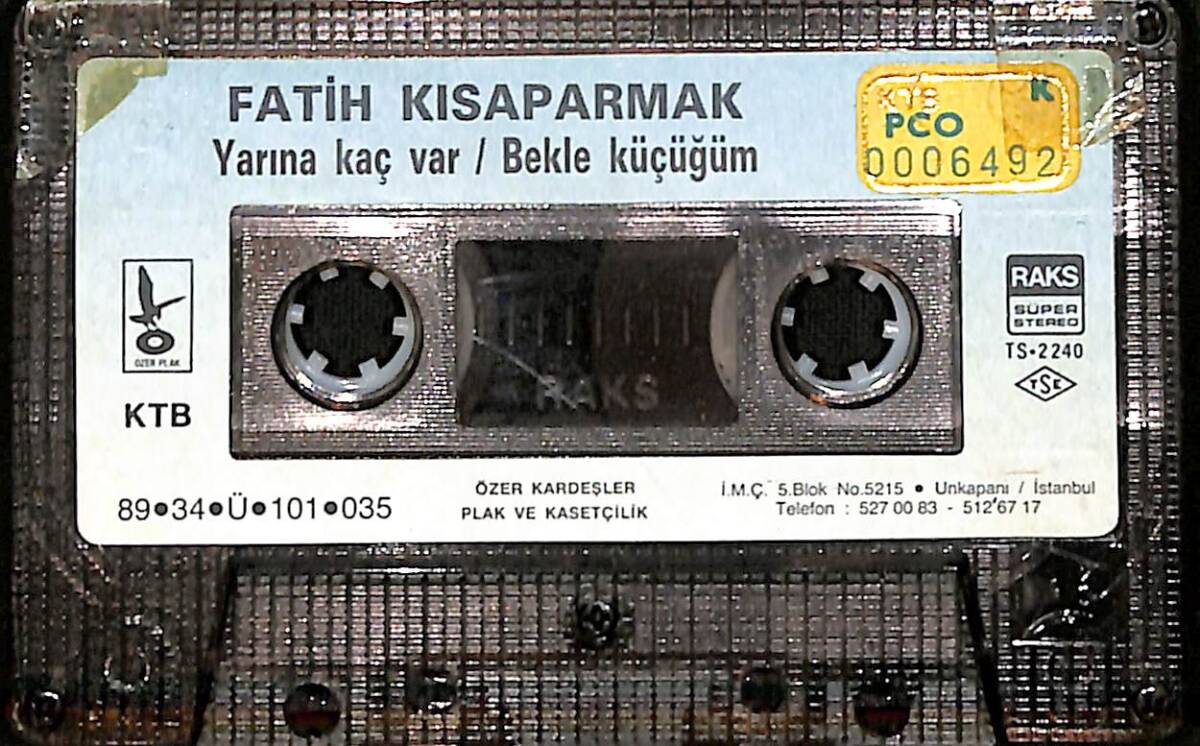 FATİH KISAPARMAK
Yarına kaç var / Bekle küçüğüm
K
PCO
0006492
ÖZER PLAK
KTB
RAKS
SÜPER
STEREO
TS•2240
TSE
RAKS
89•34•Ü•101•035
ÖZER KARDEŞLER
PLAK VE KASETÇİLİK
İ.M.Ç. 5.Blok No.5215 • Unkapanı / İstanbul
Telefon : 527 00 83 - 512 67 17